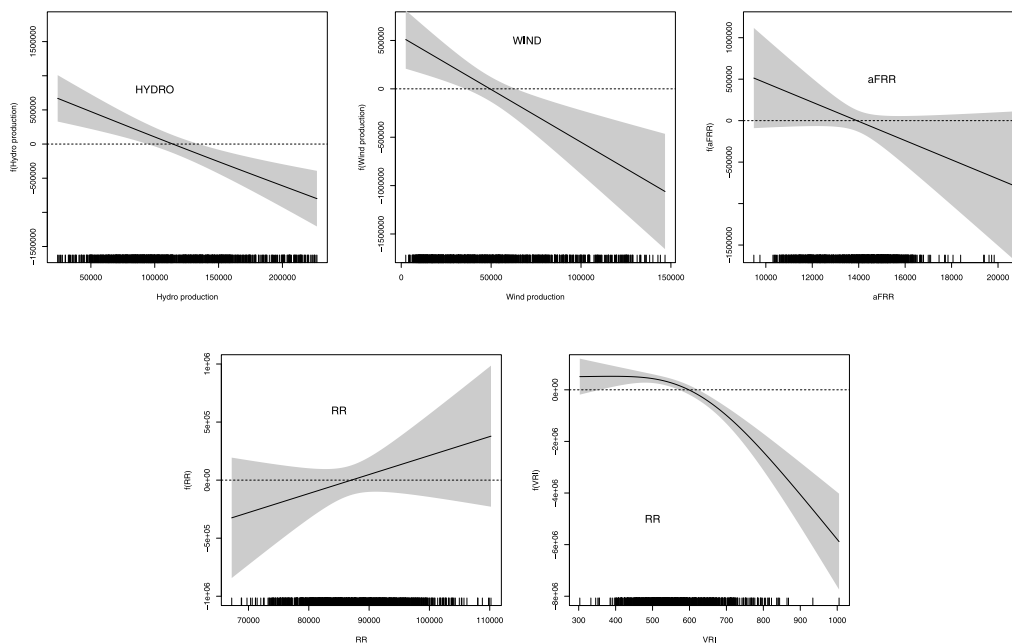 f(Hydro production)
−1500000
−500000
0
500000
1500000
HYDRO
50000 100000 150000 200000
Hydro production
f(Wind production)
−1500000
−1000000
−500000
0
500000
WIND
0 50000 100000 150000
Wind production
f(aFRR)
−1500000
−500000
0
500000
1000000
aFRR
10000 12000 14000 16000 18000 20000
aFRR
f(RR)
−1e+06
−5e+05
0e+00
5e+05
1e+06
RR
70000 80000 90000 100000 110000
RR
f(VRI)
−8e+06
−6e+06
−4e+06
−2e+06
0e+00
RR
300 400 500 600 700 800 900 1000
VRI